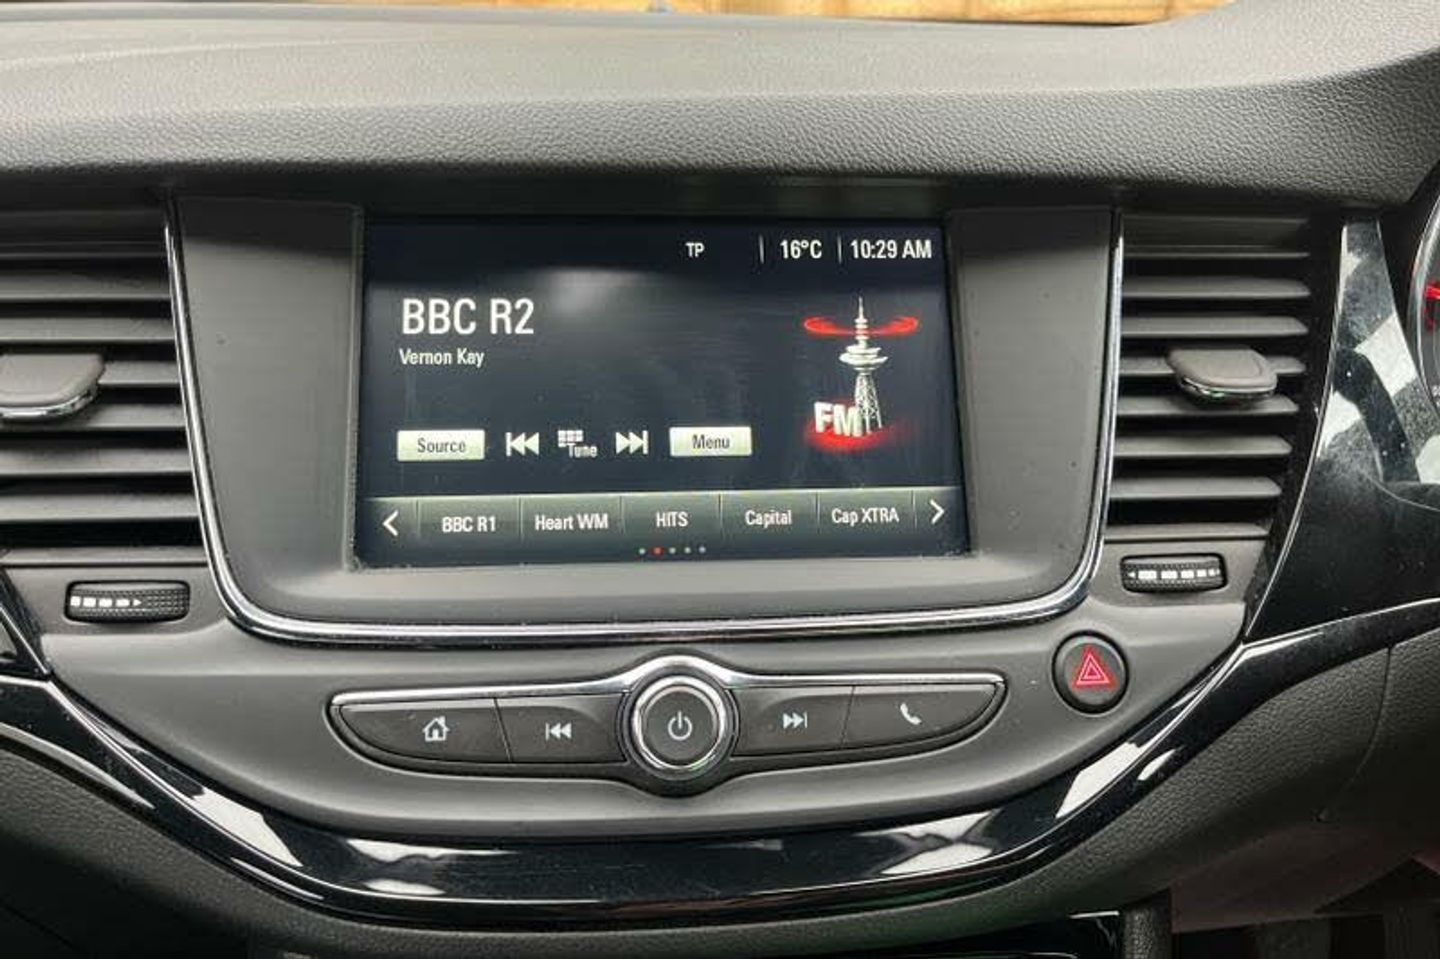 TP 16°C 10:29 AM
BBC R2
Vernon Kay
FM
Source Tune Menu
BBC R1 Heart WM HITS Capital Cap XTRA